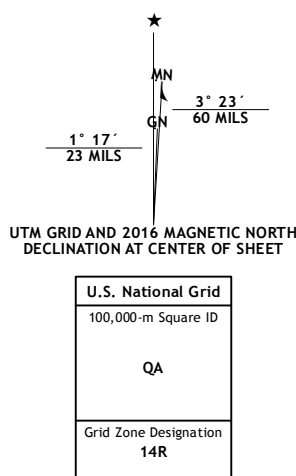 ★
MN
3° 23´
60 MILS
GN
1° 17´
23 MILS
UTM GRID AND 2016 MAGNETIC NORTH
DECLINATION AT CENTER OF SHEET
U.S. National Grid
100,000-m Square ID
QA
Grid Zone Designation
14R